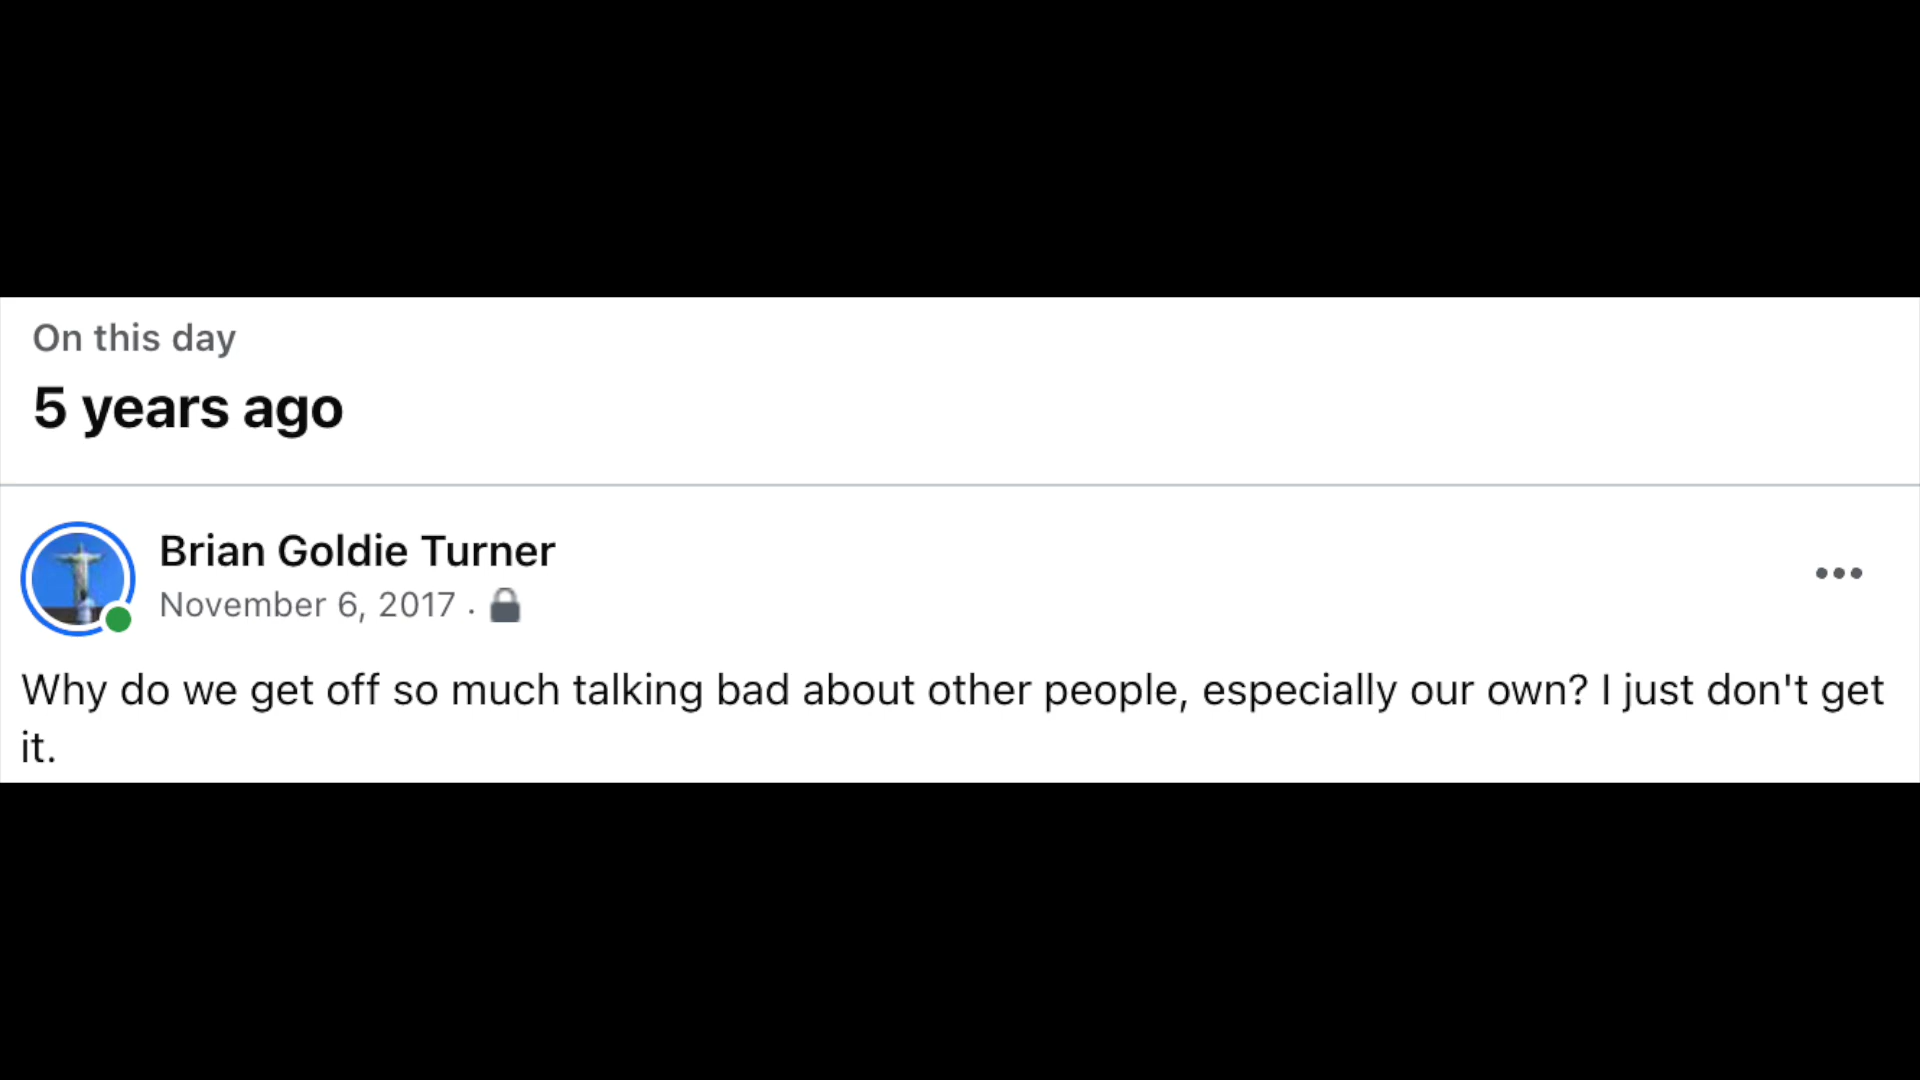 On this day
5 years ago
Brian Goldie Turner
November 6, 2017 ·
Why do we get off so much talking bad about other people, especially our own? I just don't get
it.